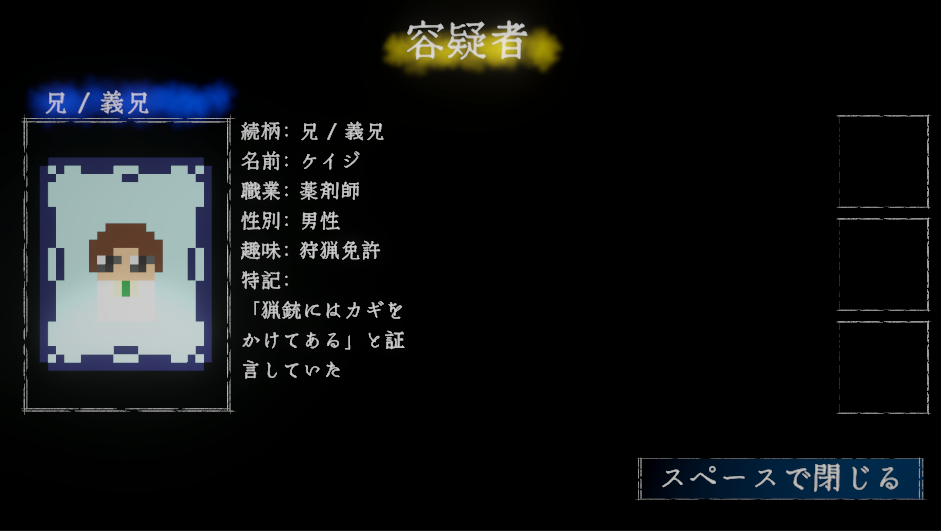 容疑者
兄 / 義兄
続柄: 兄 / 義兄
名前: ケイジ
職業: 薬剤師
性別: 男性
趣味: 狩猟免許
特記:
「猟銃にはカギを
かけてある」と証
言していた
スペースで閉じる